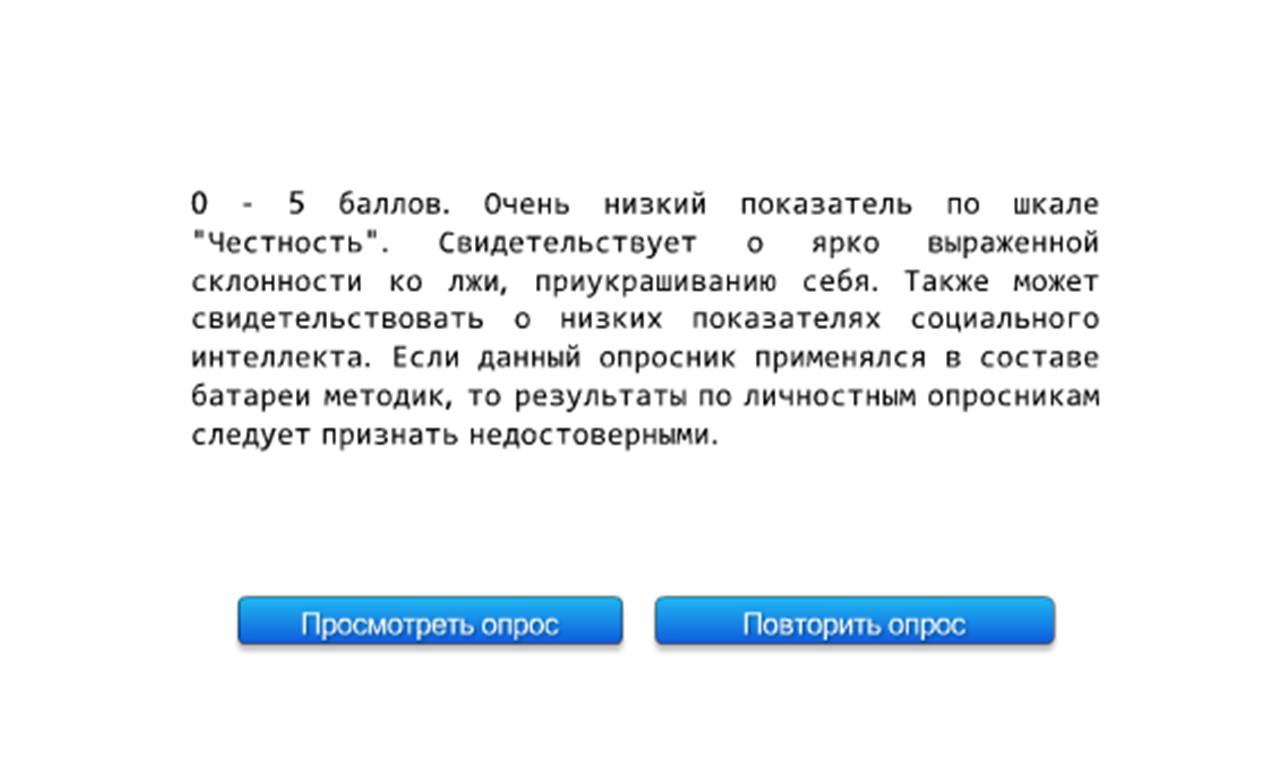 0 - 5 баллов. Очень низкий показатель по шкале
"Честность". Свидетельствует о ярко выраженной
склонности ко лжи, приукрашиванию себя. Также может
свидетельствовать о низких показателях социального
интеллекта. Если данный опросник применялся в составе
батареи методик, то результаты по личностным опросникам
следует признать недостоверными.
Просмотреть опрос
Повторить опрос